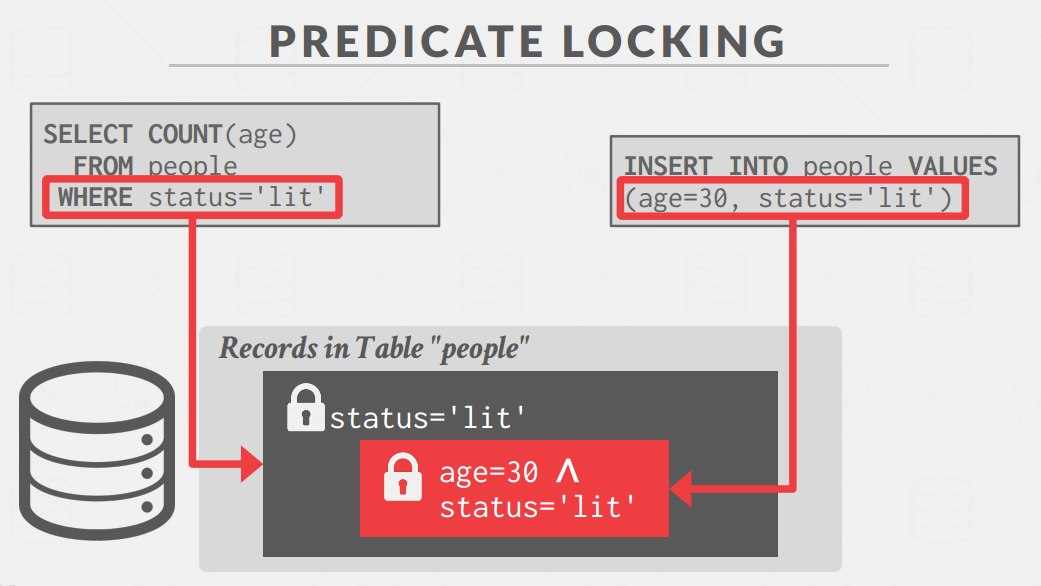 PREDICATE LOCKING
SELECT COUNT(age)
FROM people
WHERE status='lit'
INSERT INTO people VALUES
(age=30, status='lit')
Records in Table "people"
status='lit'
age=30 ∧
status='lit'